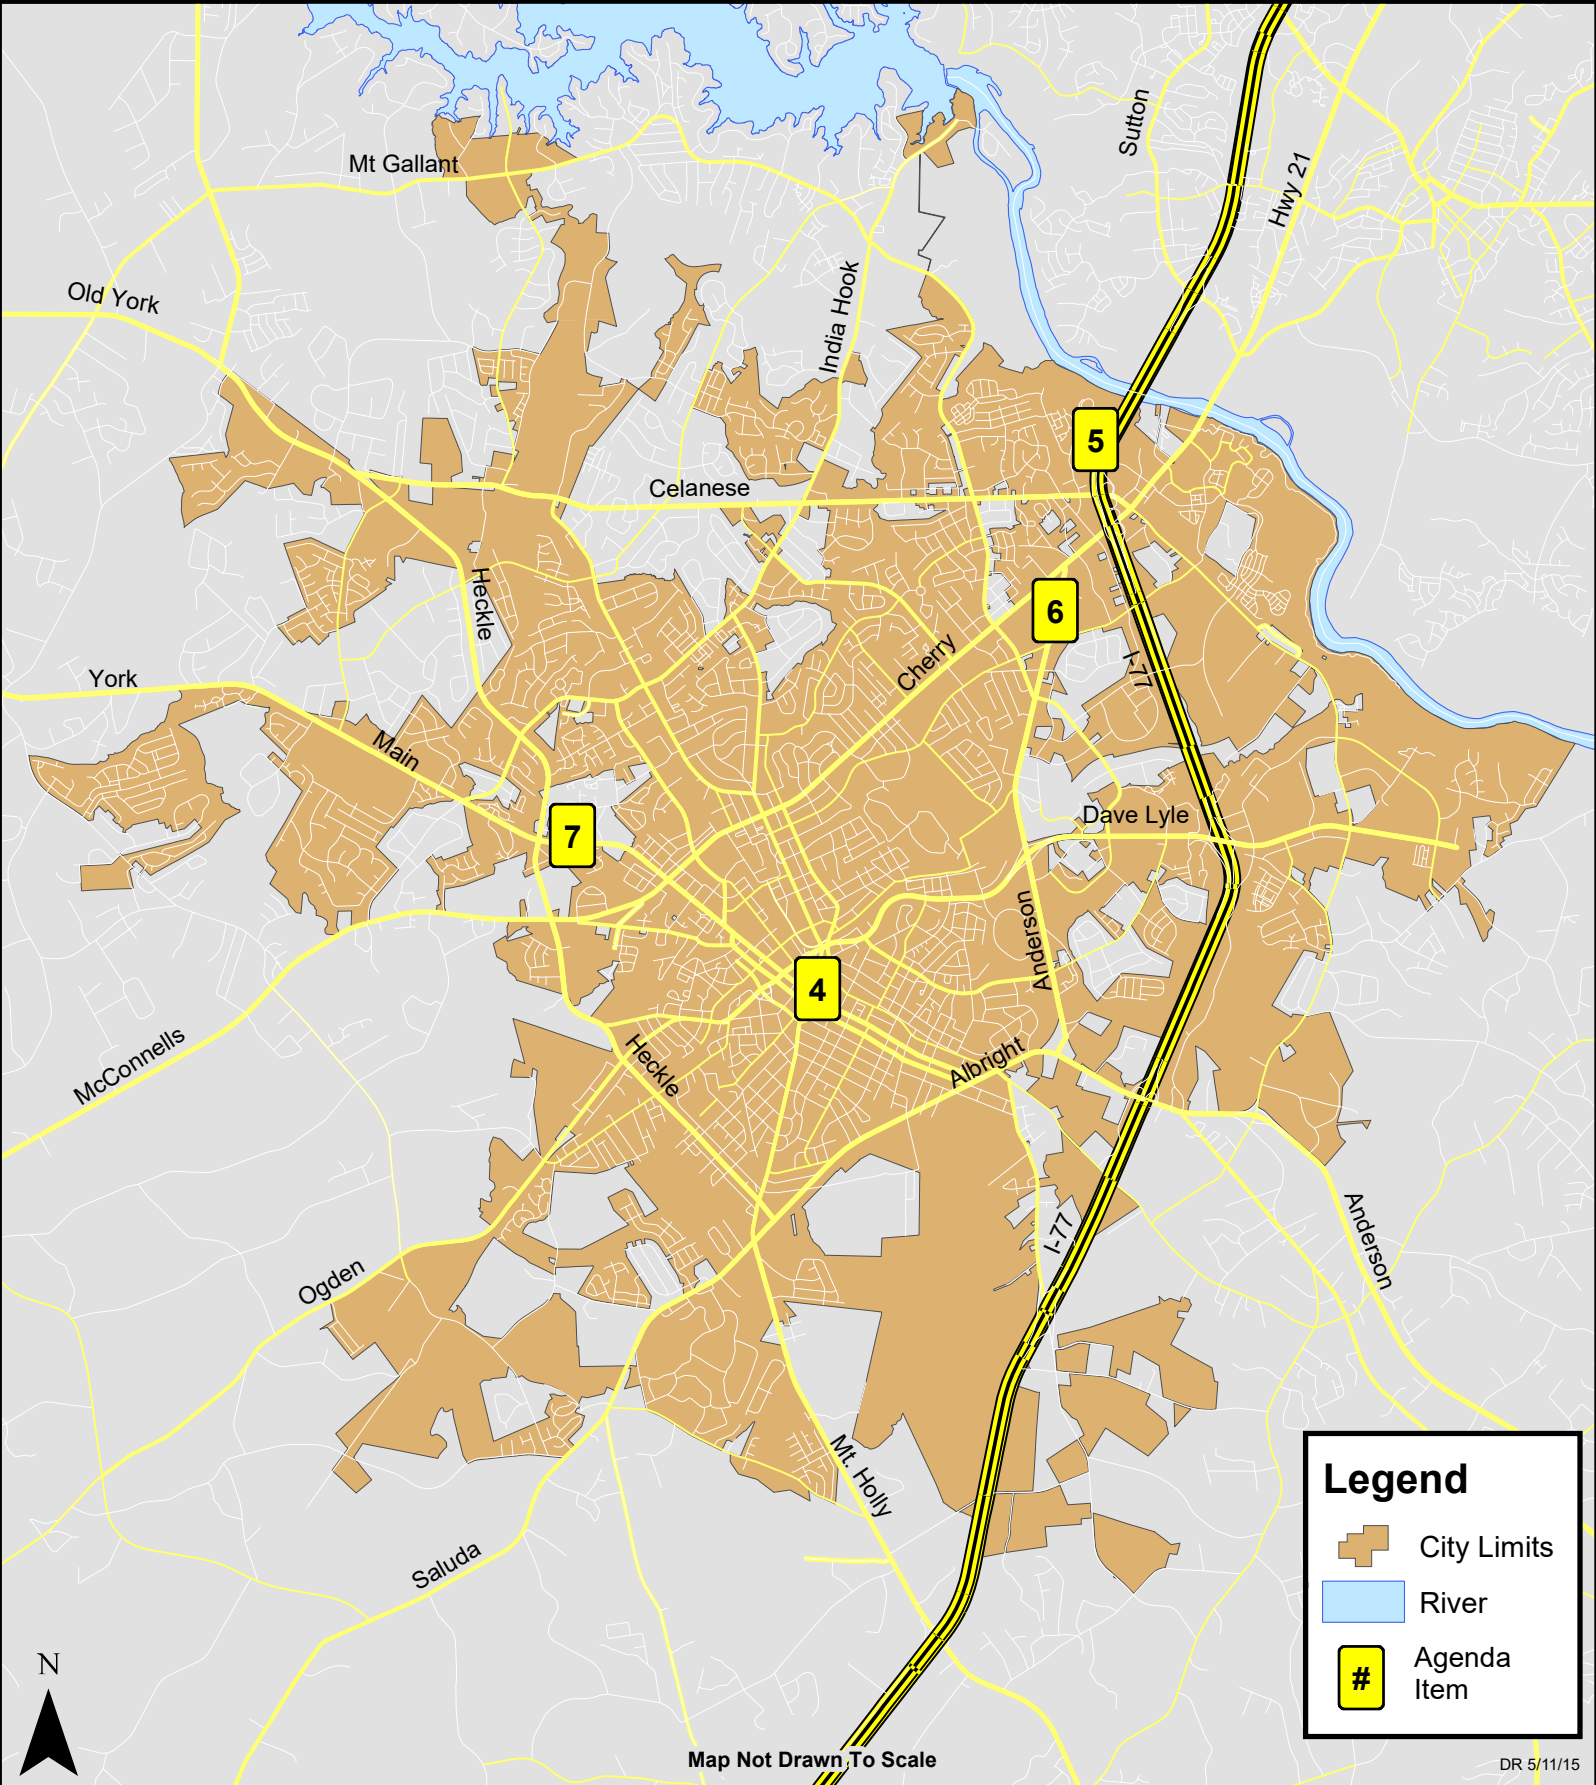 Sutton
Mt Gallant
Hwy 21
Old York
India Hook
5
Celanese
Heckle
6
Cherry
I-77
York
Main
Dave Lyle
7
Anderson
4
McConnells
Heckle
Albright
Anderson
I-77
Ogden
Mt. Holly
Saluda
Legend
City Limits
River
#
Agenda
Item
N
Map Not Drawn To Scale
DR 5/11/15